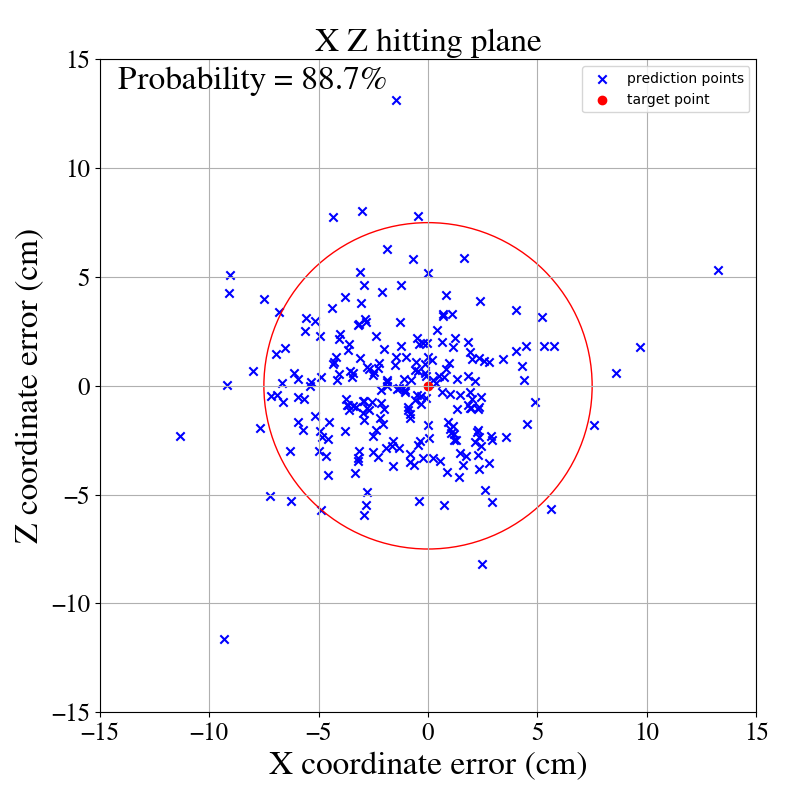 X Z hitting plane
Probability = 88.7%
prediction points
target point
Z coordinate error (cm)
15
10
5
0
−5
−10
−15
−15 −10 −5 0 5 10 15
X coordinate error (cm)